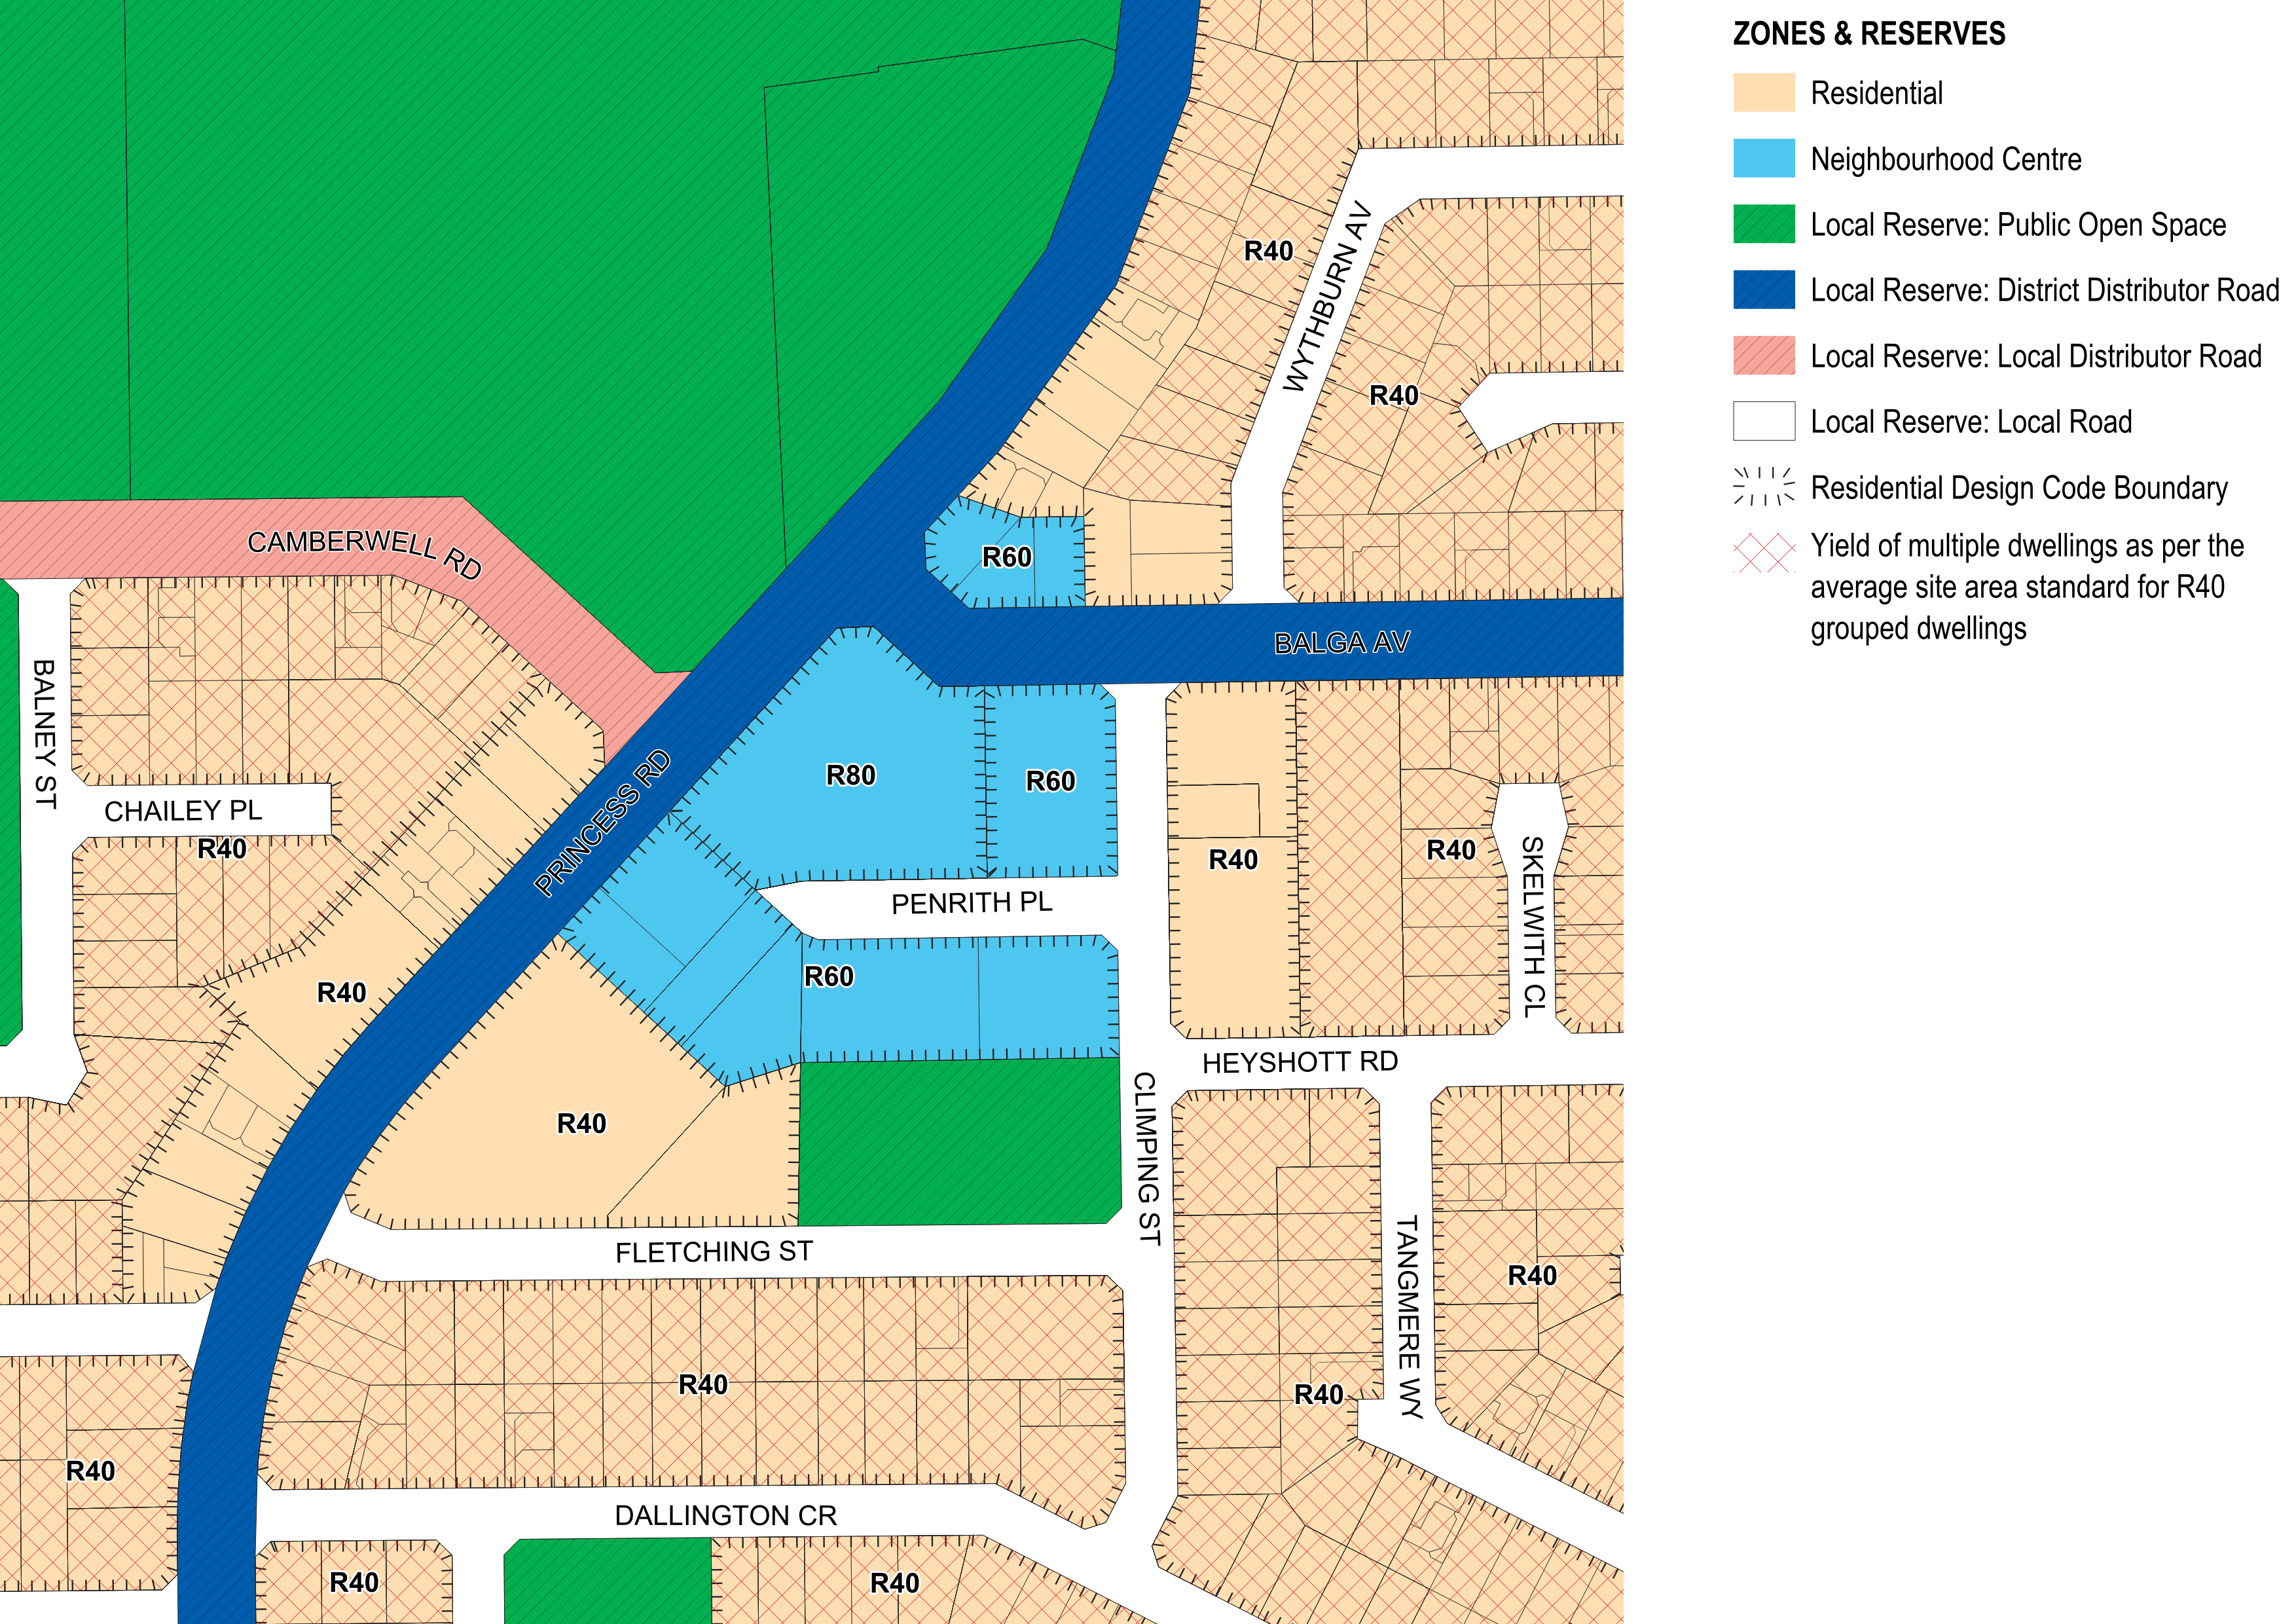 ZONES & RESERVES
Residential
Neighbourhood Centre
Local Reserve: Public Open Space
Local Reserve: District Distributor Road
Local Reserve: Local Distributor Road
Local Reserve: Local Road
Residential Design Code Boundary
Yield of multiple dwellings as per the
average site area standard for R40
grouped dwellings
R40
WYTHBURN AV
R40
CAMBERWELL RD
R60
BALGA AV
BALNEY ST
CHAILEY PL
R40
PRINCESS RD
R80
R60
R40
R40
SKELWITH CL
PENRITH PL
R60
R40
HEYSHOTT RD
R40
CLIMPING ST
FLETCHING ST
TANGMERE WY
R40
R40
R40
R40
DALLINGTON CR
R40
R40